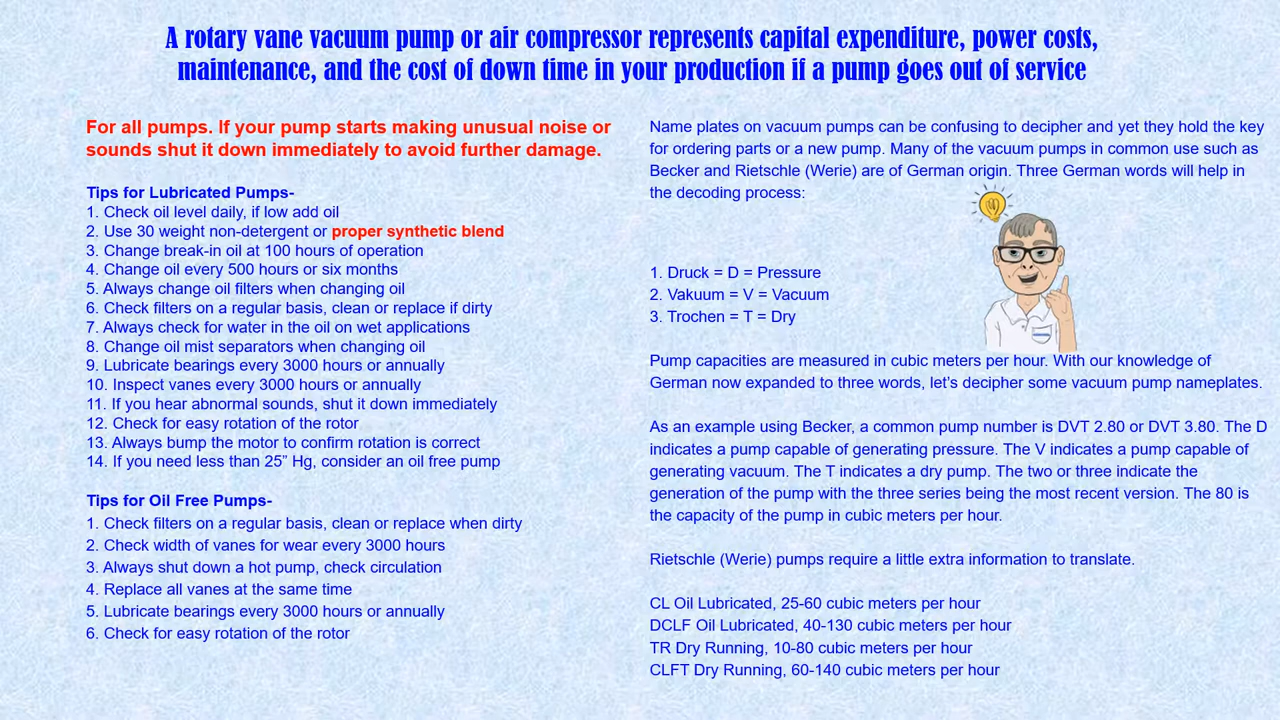 A rotary vane vacuum pump or air compressor represents capital expenditure, power costs,
maintenance, and the cost of down time in your production if a pump goes out of service
For all pumps. If your pump starts making unusual noise or
sounds shut it down immediately to avoid further damage.
Tips for Lubricated Pumps-
1. Check oil level daily, if low add oil
2. Use 30 weight non-detergent or proper synthetic blend
3. Change break-in oil at 100 hours of operation
4. Change oil every 500 hours or six months
5. Always change oil filters when changing oil
6. Check filters on a regular basis, clean or replace if dirty
7. Always check for water in the oil on wet applications
8. Change oil mist separators when changing oil
9. Lubricate bearings every 3000 hours or annually
10. Inspect vanes every 3000 hours or annually
11. If you hear abnormal sounds, shut it down immediately
12. Check for easy rotation of the rotor
13. Always bump the motor to confirm rotation is correct
14. If you need less than 25” Hg, consider an oil free pump
Tips for Oil Free Pumps-
1. Check filters on a regular basis, clean or replace when dirty
2. Check width of vanes for wear every 3000 hours
3. Always shut down a hot pump, check circulation
4. Replace all vanes at the same time
5. Lubricate bearings every 3000 hours or annually
6. Check for easy rotation of the rotor
Name plates on vacuum pumps can be confusing to decipher and yet they hold the key
for ordering parts or a new pump. Many of the vacuum pumps in common use such as
Becker and Rietschle (Werie) are of German origin. Three German words will help in
the decoding process:
1. Druck = D = Pressure
2. Vakuum = V = Vacuum
3. Trochen = T = Dry
Pump capacities are measured in cubic meters per hour. With our knowledge of
German now expanded to three words, let’s decipher some vacuum pump nameplates.
As an example using Becker, a common pump number is DVT 2.80 or DVT 3.80. The D
indicates a pump capable of generating pressure. The V indicates a pump capable of
generating vacuum. The T indicates a dry pump. The two or three indicate the
generation of the pump with the three series being the most recent version. The 80 is
the capacity of the pump in cubic meters per hour.
Rietschle (Werie) pumps require a little extra information to translate.
CL Oil Lubricated, 25-60 cubic meters per hour
DCLF Oil Lubricated, 40-130 cubic meters per hour
TR Dry Running, 10-80 cubic meters per hour
CLFT Dry Running, 60-140 cubic meters per hour